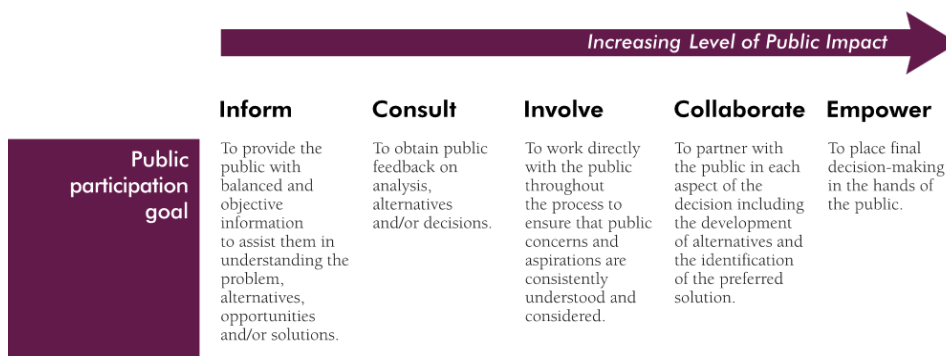 Increasing Level of Public Impact
Inform
To provide the
public with
balanced and
objective
information
to assist them in
understanding the
problem,
alternatives,
opportunities
and/or solutions.
Consult
To obtain public
feedback on
analysis,
alternatives
and/or decisions.
Involve
To work directly
with the public
throughout
the process to
ensure that public
concerns and
aspirations are
consistently
understood and
considered.
Collaborate
To partner with
the public in each
aspect of the
decision including
the development
of alternatives and
the identification
of the preferred
solution.
Empower
To place final
decision-making
in the hands of
the public.
Public
participation
goal